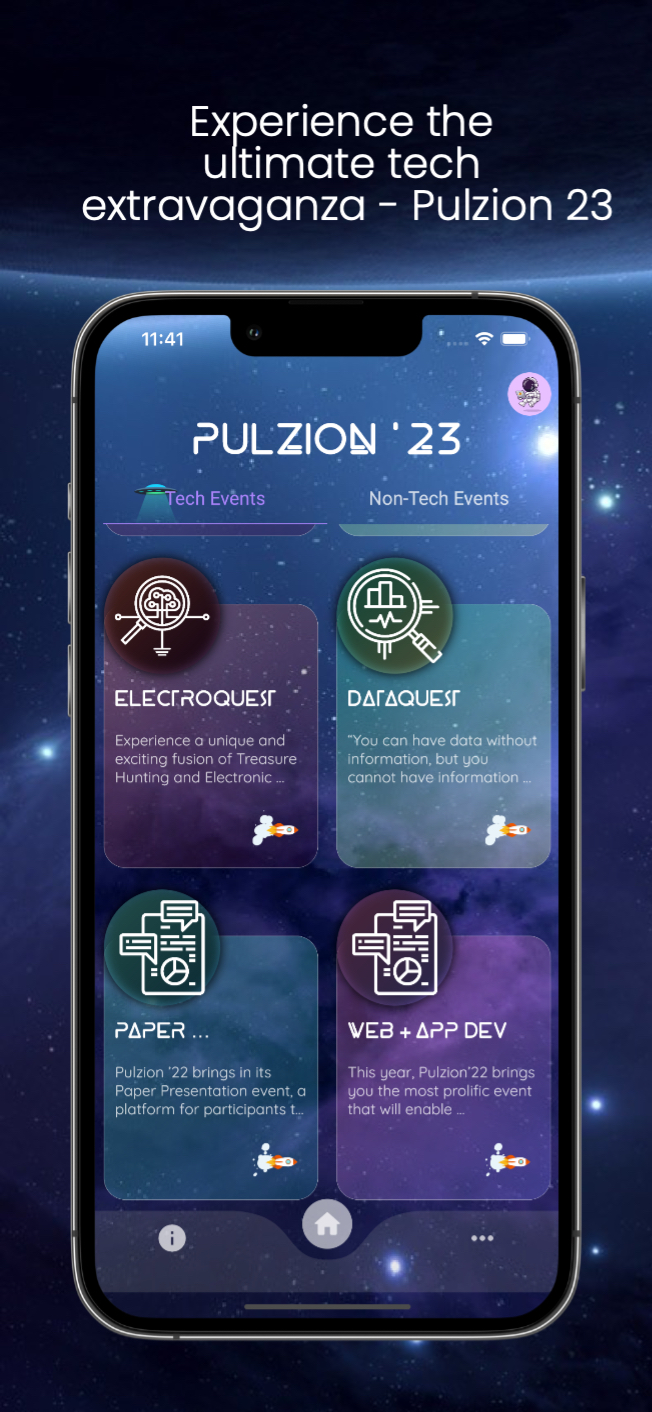 Experience the
ultimate tech
extravaganza - Pulzion 23
11:41
PULZION '23
Tech Events
Non-Tech Events
ELECTROQUEST
Experience a unique and
exciting fusion of Treasure
Hunting and Electronic ...
DATAQUEST
"You can have data without
information, but you
cannot have information ...
PAPER ...
Pulzion '22 brings in its
Paper Presentation event, a
platform for participants t...
WEB + APP DEV
This year, Pulzion'22 brings
you the most prolific event
that will enable ...